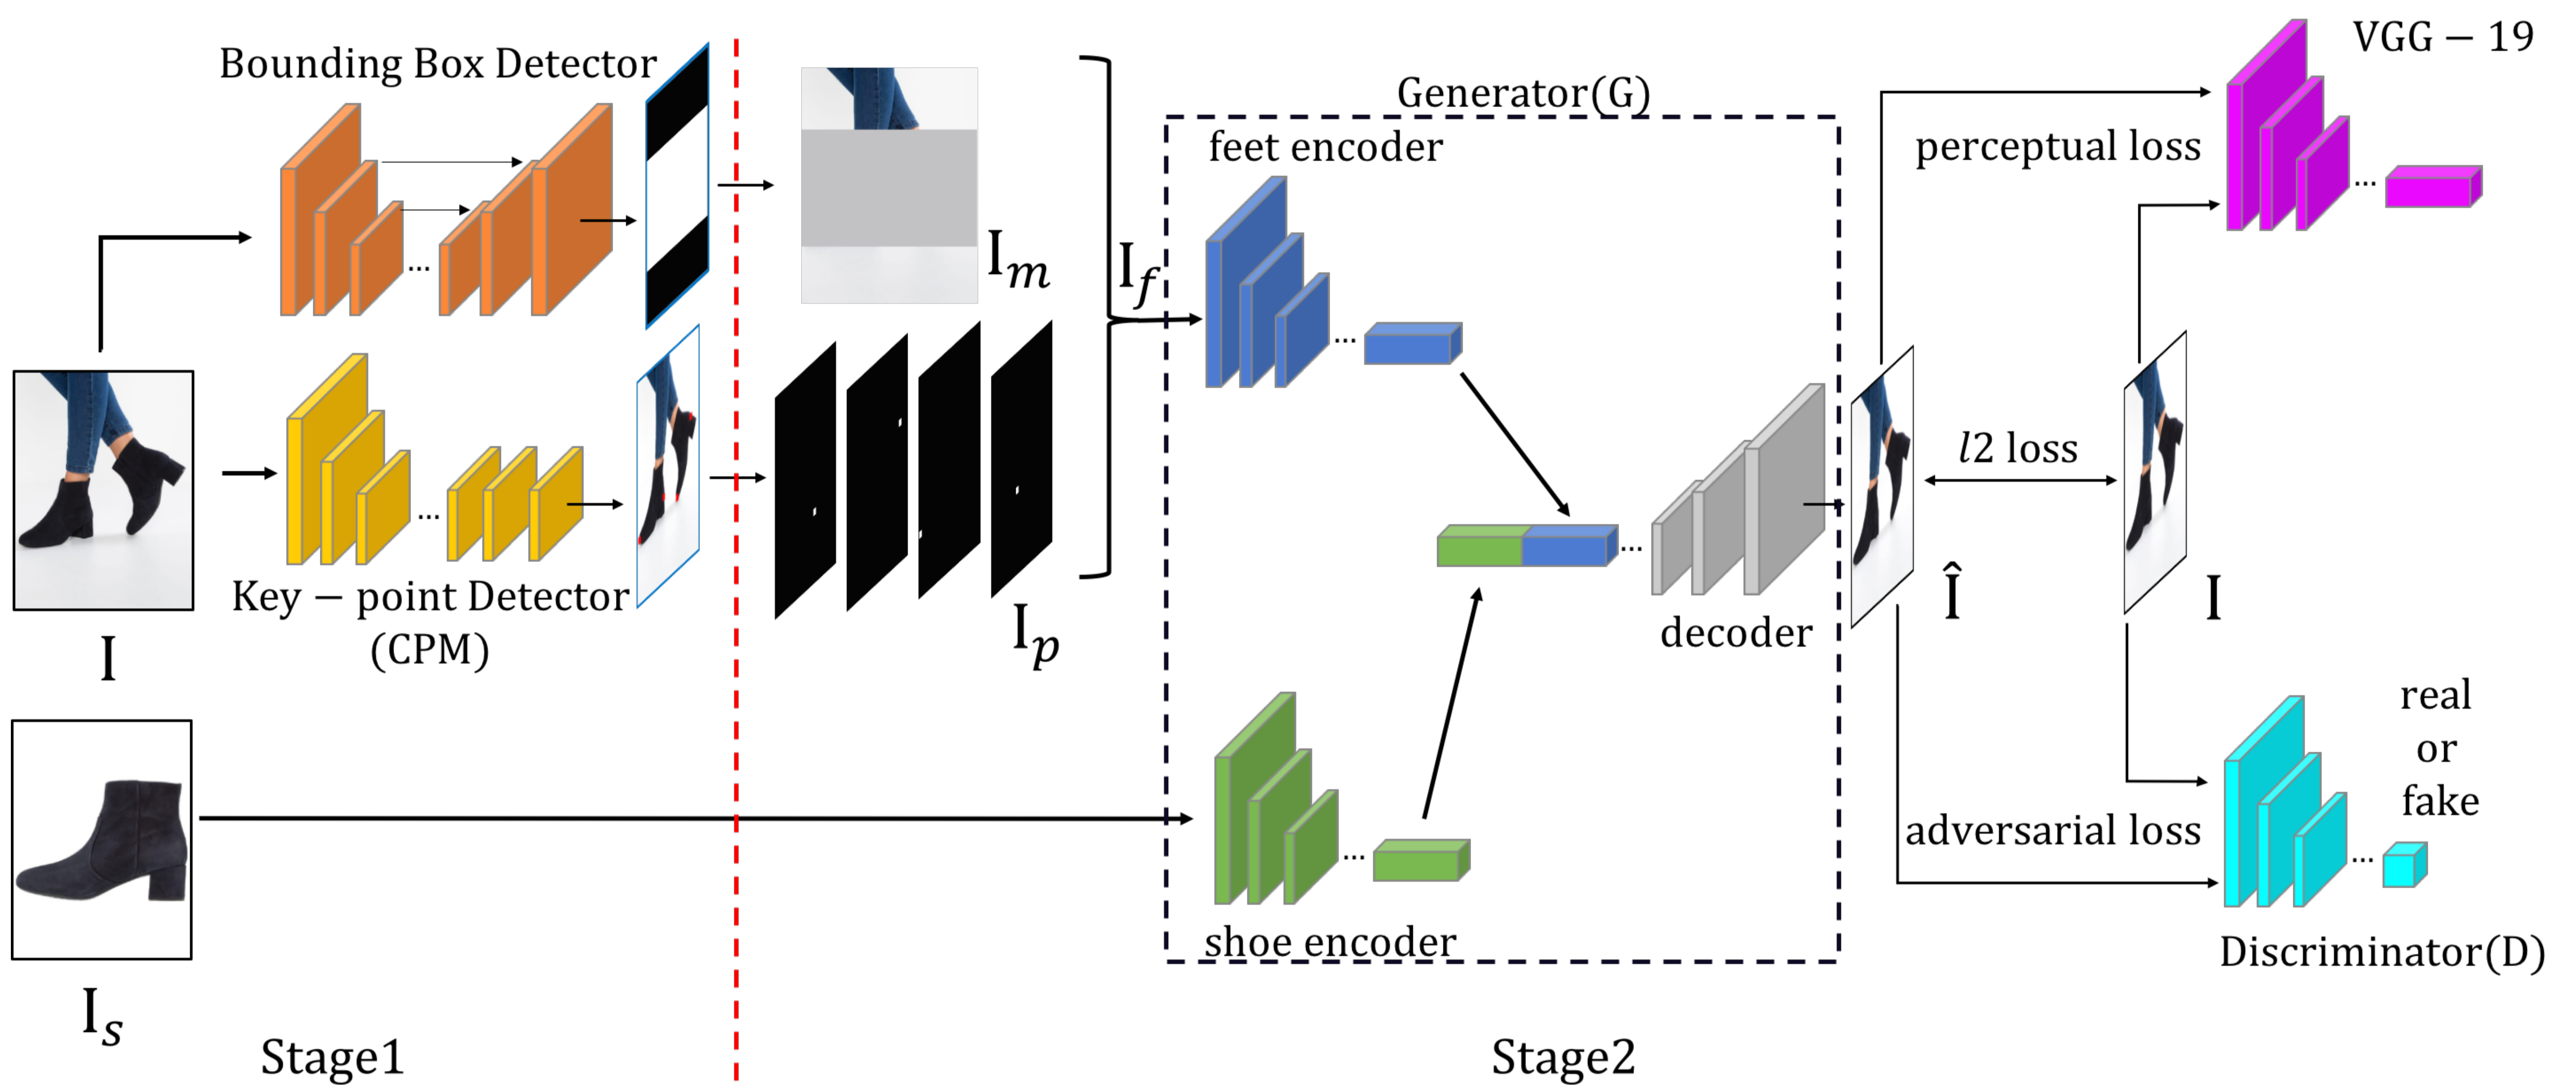 Bounding Box Detector
I_m
I_f
Key − point Detector
(CPM)
I
I_p
I_s
Stage1
Generator(G)
feet encoder
shoe encoder
...
decoder
Î
l2 loss
I
VGG − 19
perceptual loss
adversarial loss
real
or
fake
Discriminator(D)
Stage2